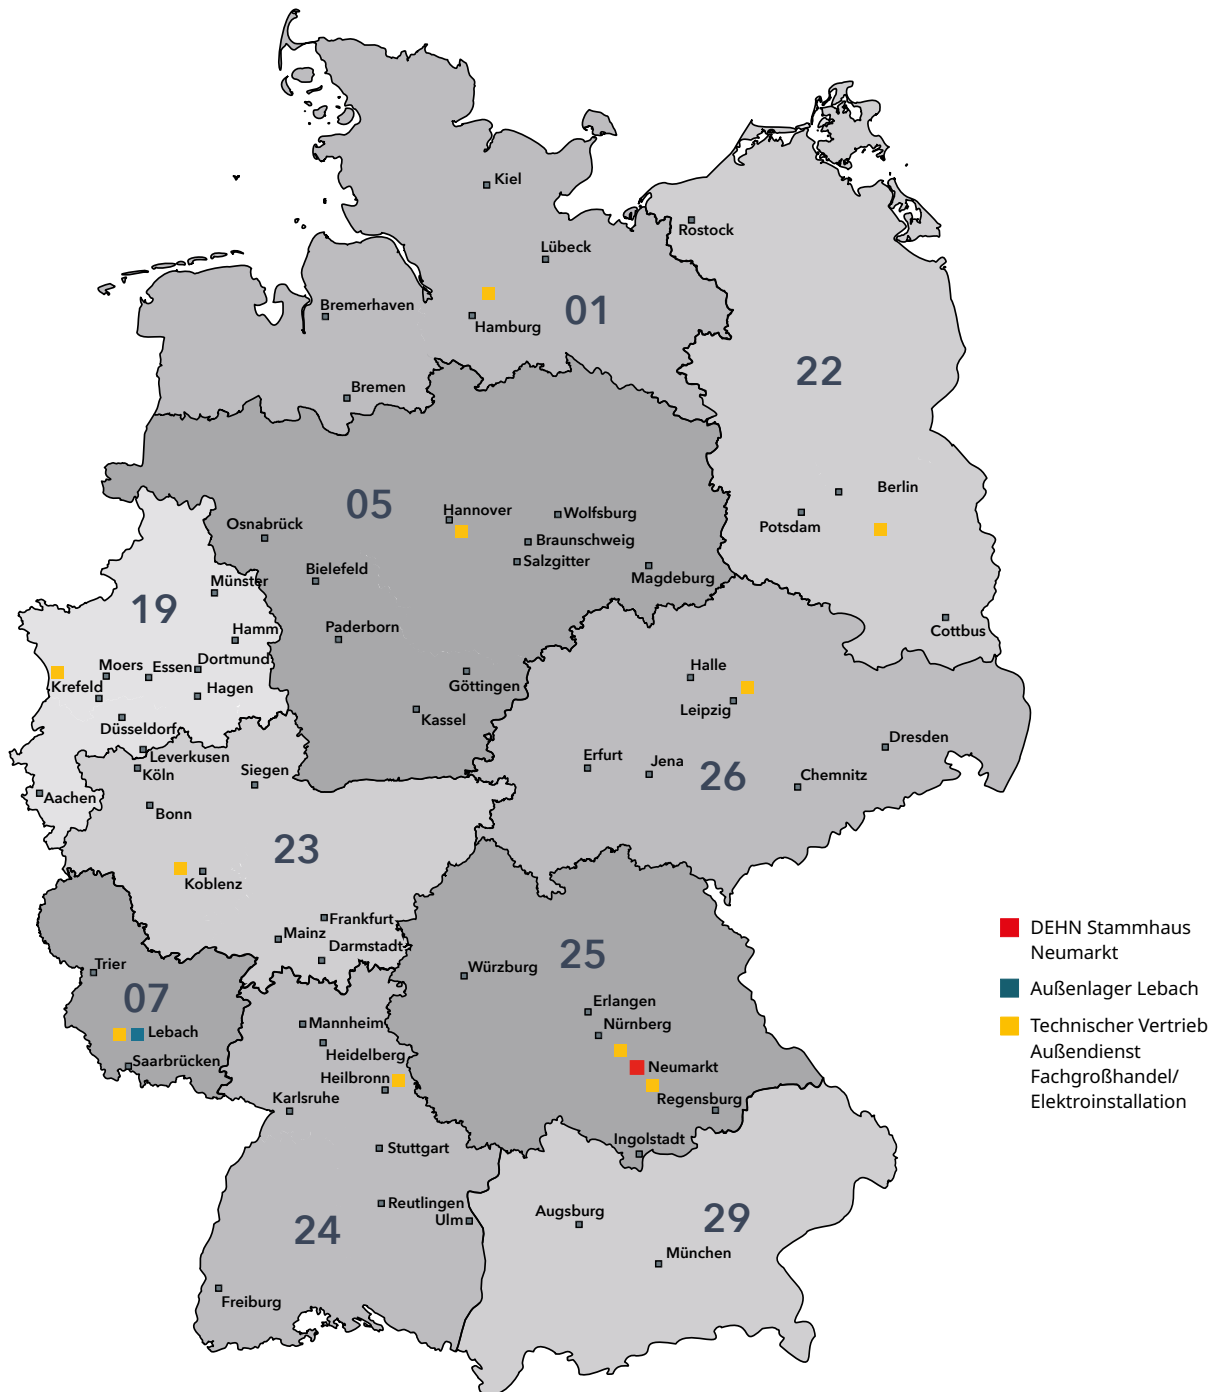 Kiel
Rostock
Lübeck
Bremerhaven
01
Hamburg
22
Bremen
Berlin
05
Hannover
Wolfsburg
Osnabrück
Potsdam
Braunschweig
Salzgitter
Bielefeld
Magdeburg
Münster
19
Hamm
Paderborn
Cottbus
Moers
Essen
Dortmund
Halle
Krefeld
Hagen
Göttingen
Leipzig
Kassel
Düsseldorf
Dresden
Leverkusen
Erfurt
Jena
Köln
Siegen
26
Chemnitz
Aachen
Bonn
23
Koblenz
Frankfurt
Mainz
Darmstadt
25
Trier
Würzburg
07
Erlangen
Lebach
Mannheim
Nürnberg
Heidelberg
Saarbrücken
Neumarkt
Heilbronn
Karlsruhe
Regensburg
Stuttgart
Ingolstadt
Reutlingen
Ulm
Augsburg
29
24
München
Freiburg
DEHN Stammhaus
Neumarkt
Außenlager Lebach
Technischer Vertrieb
Außendienst
Fachgroßhandel/
Elektroinstallation